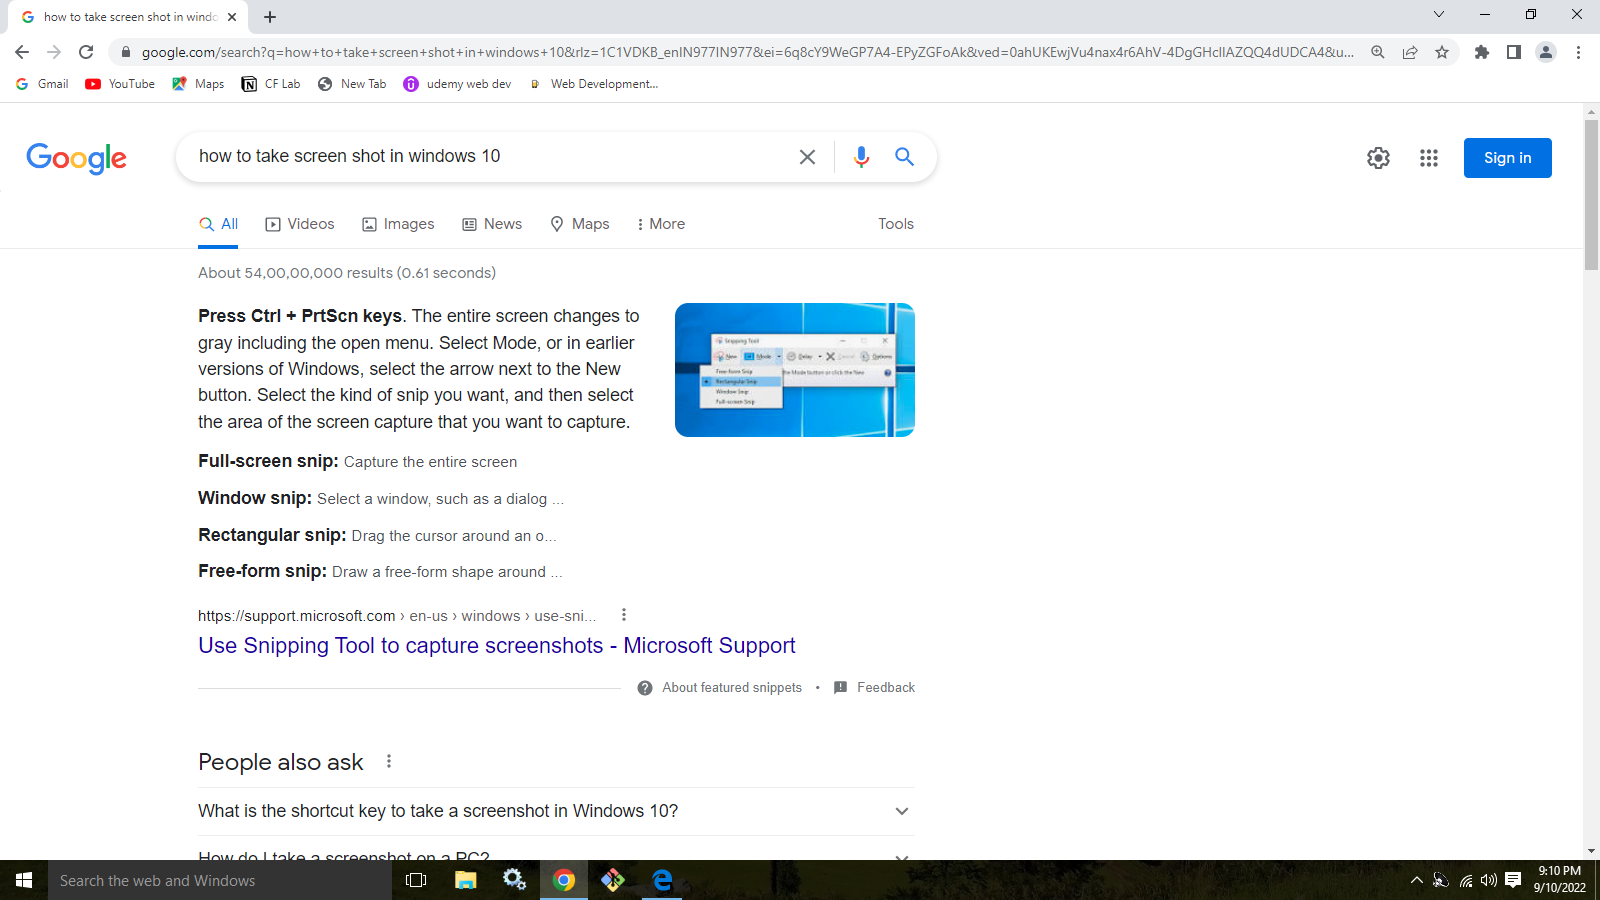 how to take screen shot in windo
google.com/search?q=how+to+take+screen+shot+in+windows+10&rlz=1C1VDKB_enIN977IN977&ei=6q8cY9WeGP7A4-EPyZGFoAk&ved=0ahUKEwjVu4nax4r6AhV-4DgGHcIIAZQQ4dUDCA4&u...
Gmail YouTube Maps CF Lab New Tab udemy web dev Web Development...
Google how to take screen shot in windows 10 Sign in
All Videos Images News Maps More Tools
About 54,00,00,000 results (0.61 seconds)
Press Ctrl + PrtScn keys. The entire screen changes to
gray including the open menu. Select Mode, or in earlier
versions of Windows, select the arrow next to the New
button. Select the kind of snip you want, and then select
the area of the screen capture that you want to capture.
Snipping Tool
New Mode Delay Cancel Options
Free-form Snip
Rectangular Snip
Window Snip
Full-screen Snip
the Mode button or click the New
Full-screen snip: Capture the entire screen
Window snip: Select a window, such as a dialog ...
Rectangular snip: Drag the cursor around an o...
Free-form snip: Draw a free-form shape around ...
https://support.microsoft.com › en-us › windows › use-sni...
Use Snipping Tool to capture screenshots - Microsoft Support
About featured snippets • Feedback
People also ask
What is the shortcut key to take a screenshot in Windows 10?
How do I take a screenshot on a PC?
Search the web and Windows
9:10 PM
9/10/2022